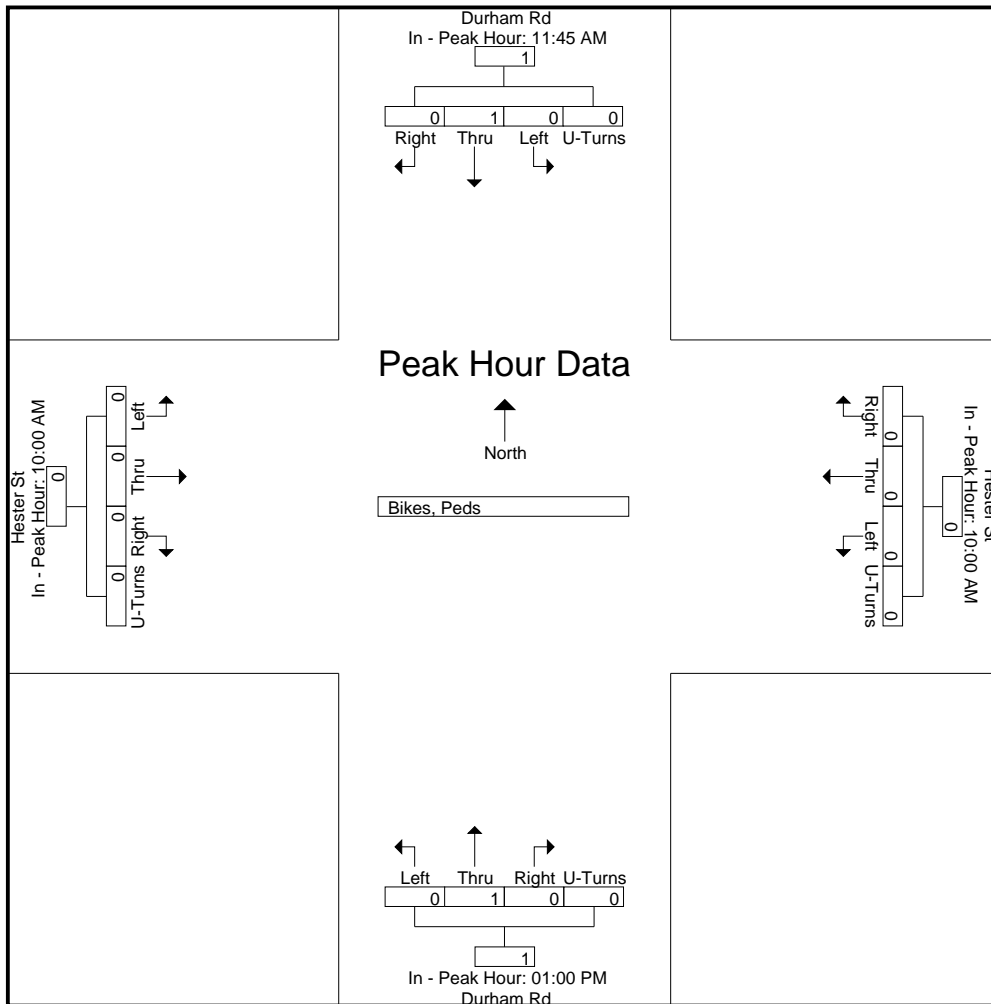 Durham Rd
In - Peak Hour: 11:45 AM
1
0 1 0 0
Right Thru Left U-Turns
Peak Hour Data
North
Bikes, Peds
Hester St
In - Peak Hour: 10:00 AM
0
0 0 0 0
Left Thru Right U-Turns
Hester St
In - Peak Hour: 10:00 AM
0
0 0 0 0
Right Thru Left U-Turns
Left Thru Right U-Turns
0 1 0 0
1
In - Peak Hour: 01:00 PM
Durham Rd